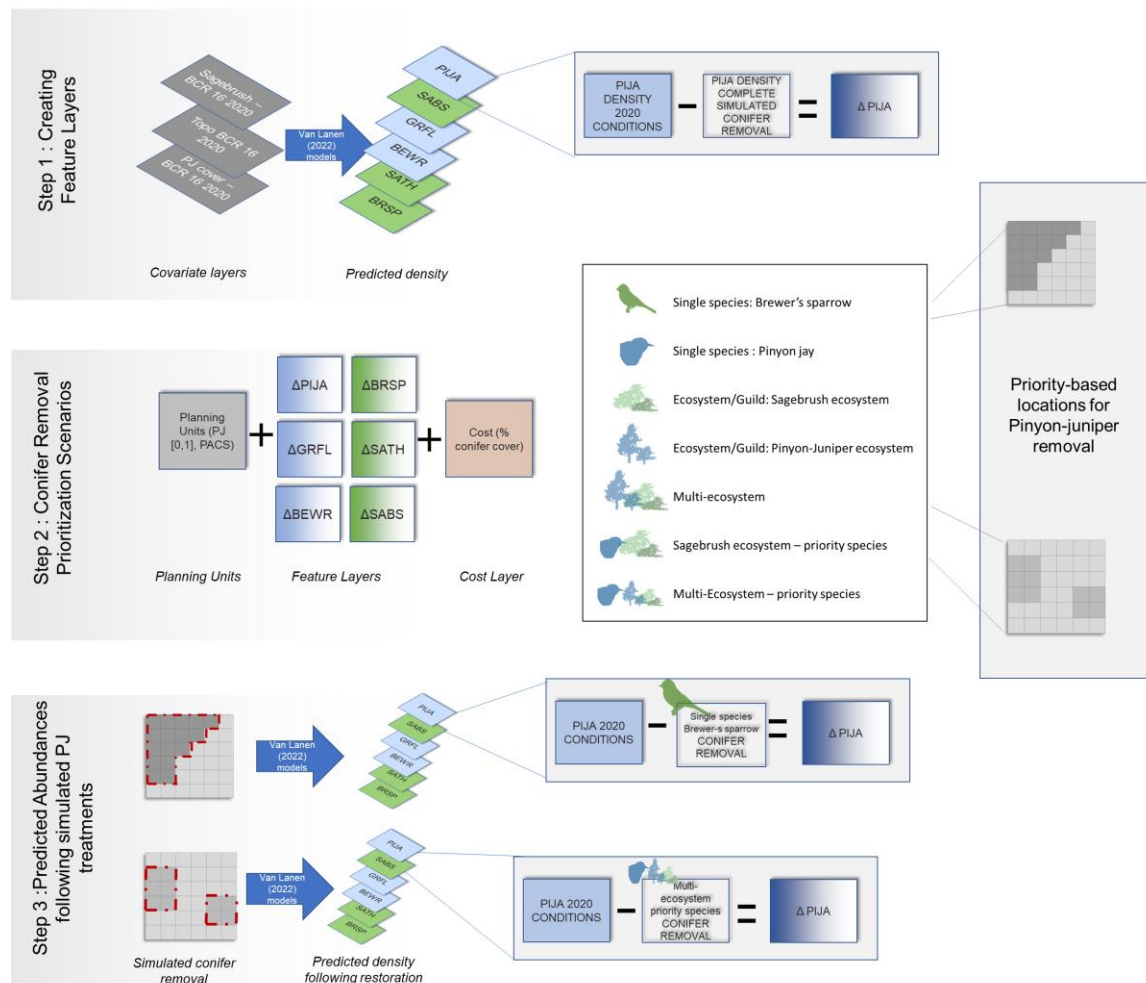 Step 1 : Creating
Feature Layers
Sagebrush –
BCR 16 2020
Topo BCR 16
2020
PJ cover –
BCR 16 2020
Covariate layers
Van Lanen
(2022)
models
PIJA
SABS
GRFL
BEWR
SATH
BRSP
Predicted density
PIJA
DENSITY
2020
CONDITIONS
–
PIJA DENSITY
COMPLETE
SIMULATED
CONIFER
REMOVAL
=
Δ PIJA
Step 2 : Conifer Removal
Prioritization Scenarios
Planning
Units (PJ
[0,1], PACS)
+
ΔPIJA
ΔBRSP
ΔGRFL
ΔSATH
ΔBEWR
ΔSABS
+
Cost (%
conifer cover)
Planning Units
Feature Layers
Cost Layer
Single species: Brewer's sparrow
Single species : Pinyon jay
Ecosystem/Guild: Sagebrush ecosystem
Ecosystem/Guild: Pinyon-Juniper ecosystem
Multi-ecosystem
Sagebrush ecosystem – priority species
Multi-Ecosystem – priority species
Priority-based
locations for
Pinyon-juniper
removal
Step 3 :Predicted Abundances
following simulated PJ
treatments
Van Lanen
(2022)
models
PIJA
SABS
GRFL
BEWR
SATH
BRSP
PIJA 2020
CONDITIONS
–
Single species
Brewer-s sparrow
CONIFER
REMOVAL
=
Δ PIJA
Van Lanen
(2022)
models
PIJA
SABS
GRFL
BEWR
SATH
BRSP
PIJA 2020
CONDITIONS
–
Multi-
ecosystem
priority species
CONIFER
REMOVAL
=
Δ PIJA
Simulated conifer
removal
Predicted density
following restoration